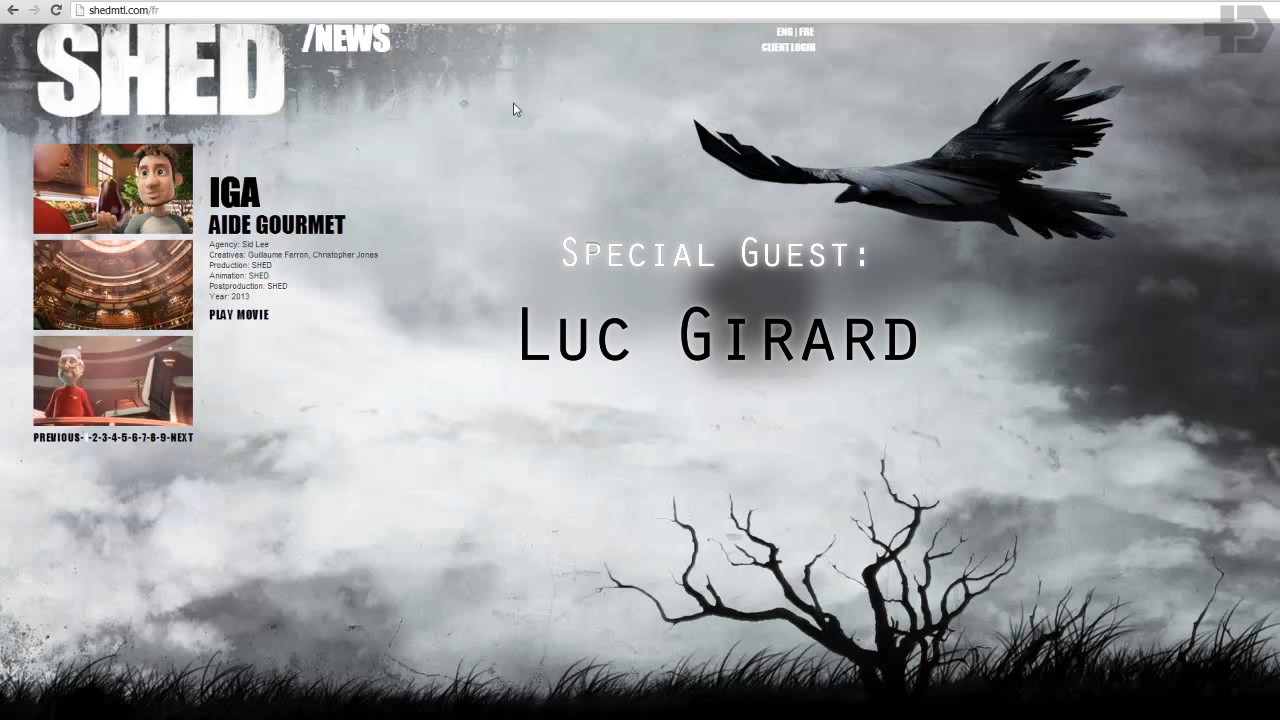 shedmtl.com/fr
SHED
/NEWS
ENG | FRE
CLIENT LOGIN
IGA
AIDE GOURMET
Agency: Sid Lee
Creatives: Guillaume Ferron, Christopher Jones
Production: SHED
Animation: SHED
Postproduction: SHED
Year: 2013
PLAY MOVIE
PREVIOUS-1-2-3-4-5-6-7-8-9-NEXT
Special Guest:
Luc Girard